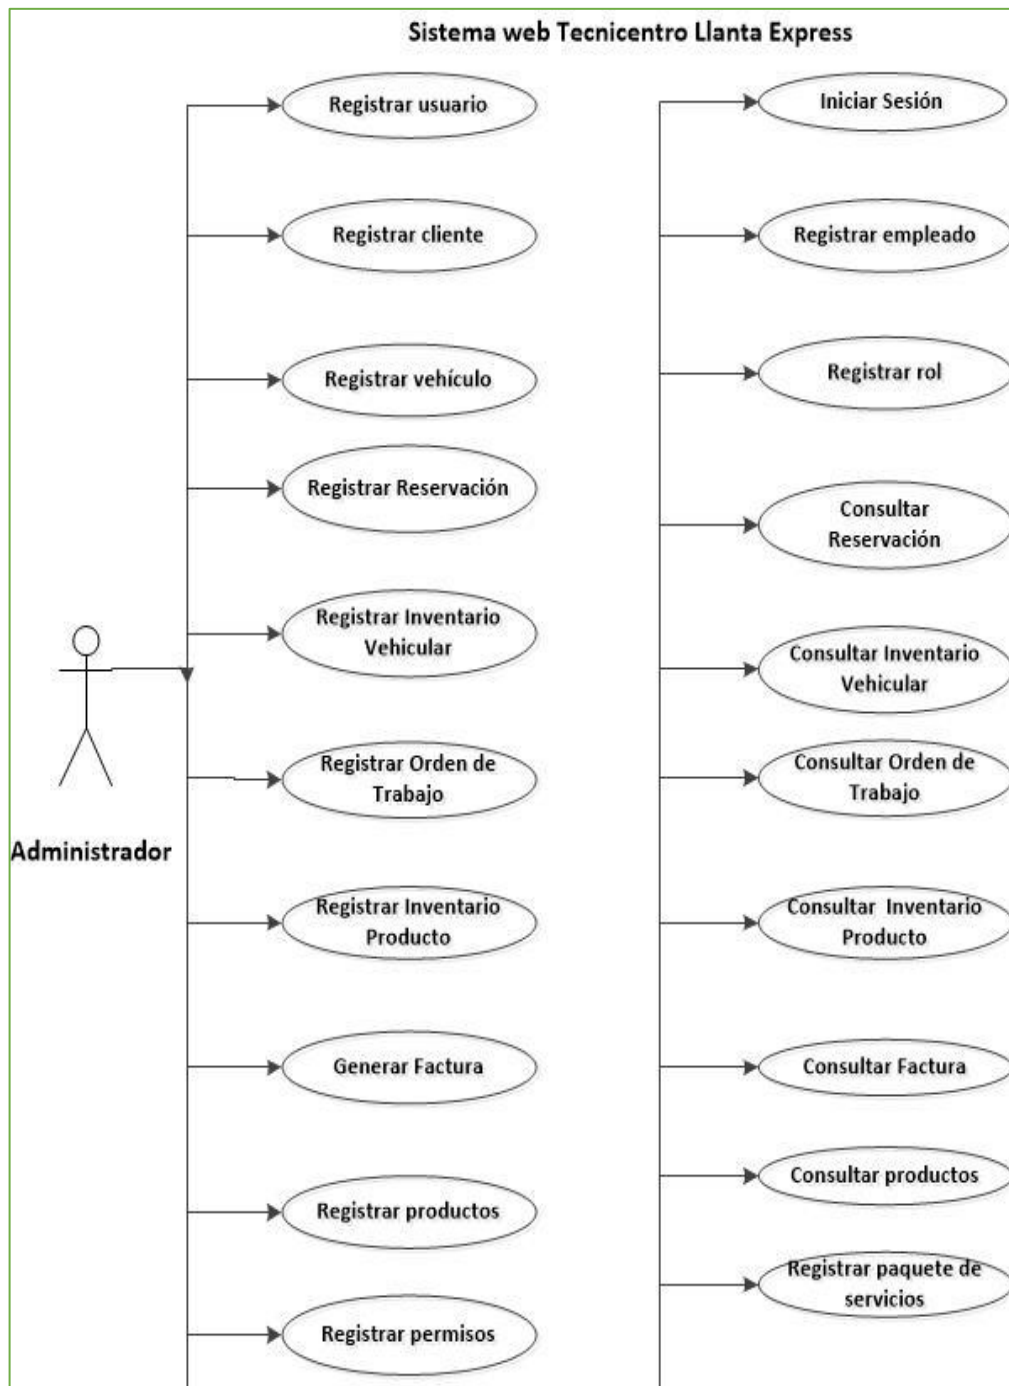 Sistema web Tecnicentro Llanta Express
Registrar usuario
Registrar cliente
Registrar vehículo
Registrar Reservación
Registrar Inventario
Vehicular
Registrar Orden de
Trabajo
Administrador
Registrar Inventario
Producto
Generar Factura
Registrar productos
Registrar permisos
Iniciar Sesión
Registrar empleado
Registrar rol
Consultar
Reservación
Consultar Inventario
Vehicular
Consultar Orden de
Trabajo
Consultar Inventario
Producto
Consultar Factura
Consultar productos
Registrar paquete de
servicios